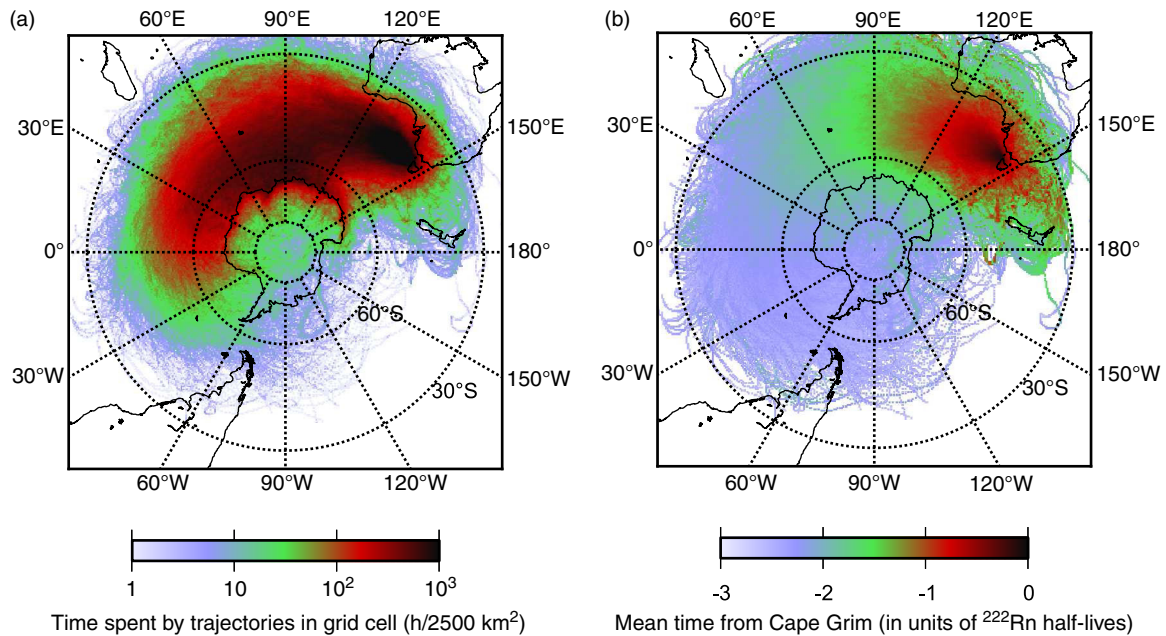 (a)
60°E
90°E
120°E
30°E
150°E
0°
180°
60°S
30°S
30°W
150°W
60°W
90°W
120°W
1
10
10²
10³
Time spent by trajectories in grid cell (h/2500 km²)
(b)
60°E
90°E
120°E
30°E
150°E
0°
180°
60°S
30°S
30°W
150°W
60°W
90°W
120°W
-3
-2
-1
0
Mean time from Cape Grim (in units of ²²²Rn half-lives)